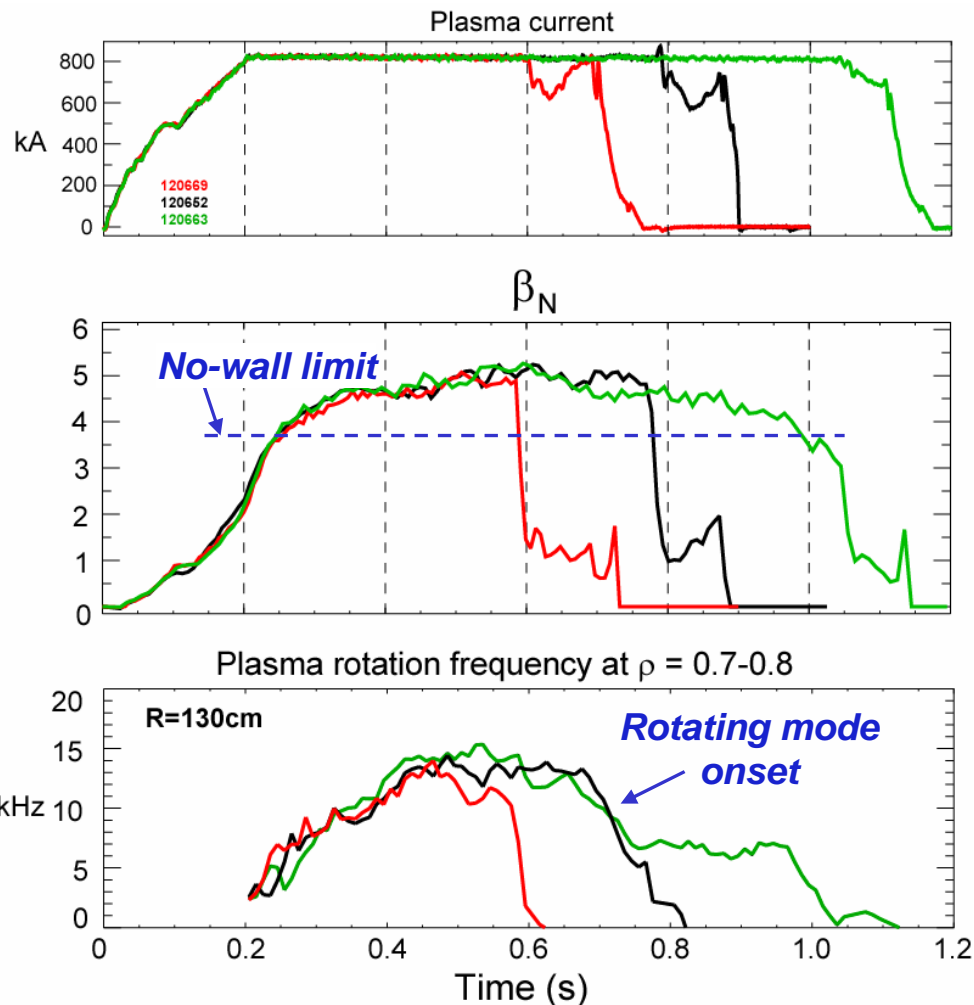 Plasma current
800
600
kA
400
200
0
120669
120652
120663
βN
6
5
4
3
2
1
0
No-wall limit
Plasma rotation frequency at ρ = 0.7-0.8
20
15
kHz
10
5
0
R=130cm
Rotating mode
onset
0 0.2 0.4 0.6 0.8 1.0 1.2
Time (s)